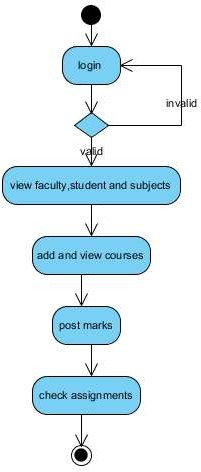 login
invalid
valid
view faculty,student and subjects
add and view courses
post marks
check assignments